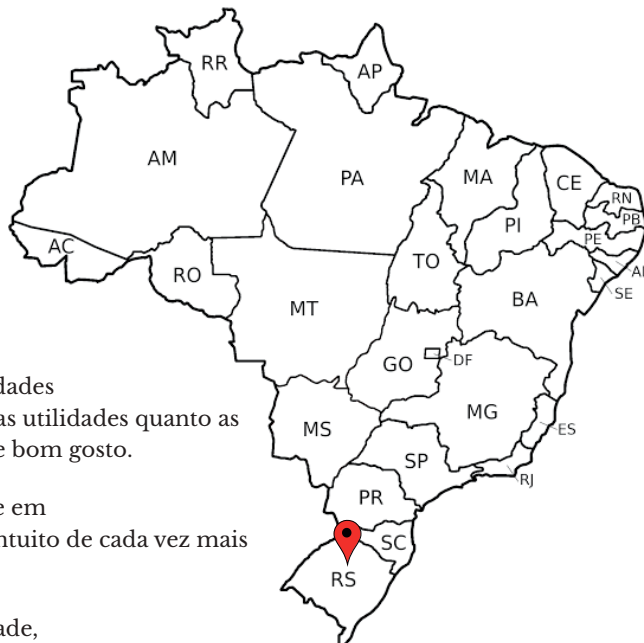 RR
AP
AM
PA
MA
CE
RN
PB
PI
PE
AC
TO
RO
SE
BA
MT
GO
DF
dades
as utilidades quanto as
e bom gosto.
MG
MS
ES
SP
RJ
PR
e em
ntuito de cada vez mais
SC
RS
ade,